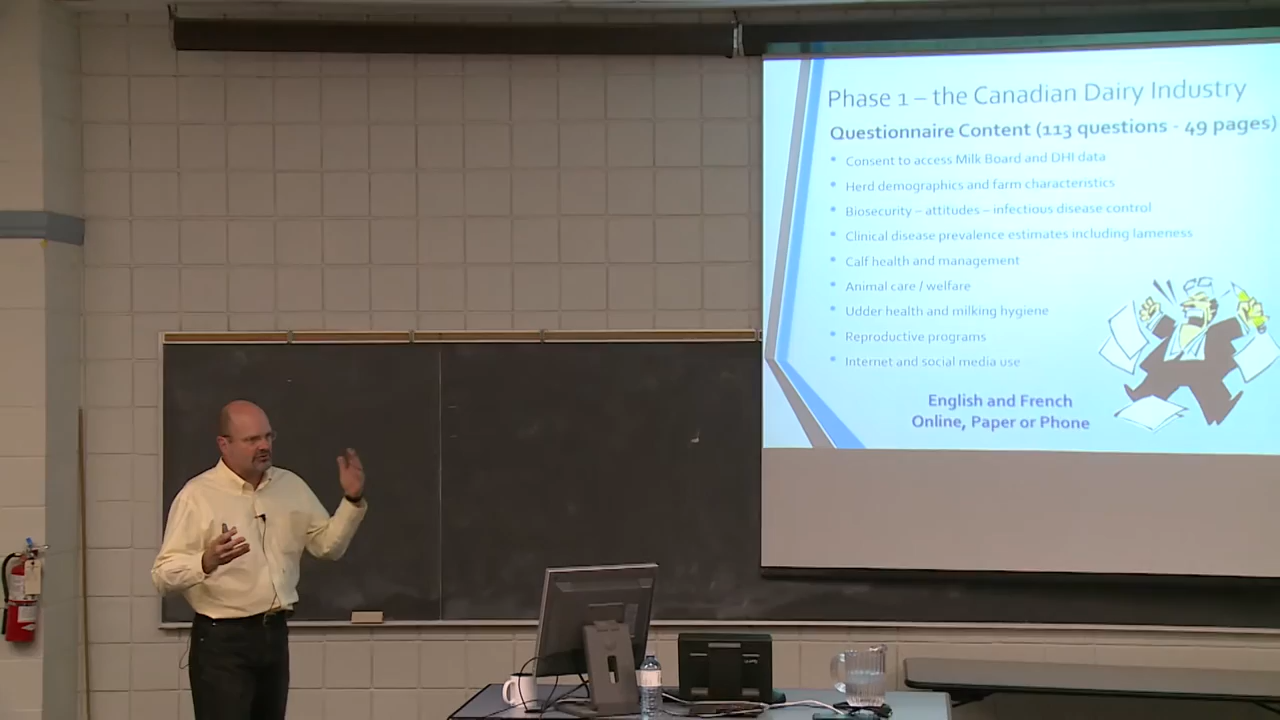 Phase 1 – the Canadian Dairy Industry
Questionnaire Content (113 questions - 49 pages)
• Consent to access Milk Board and DHI data
• Herd demographics and farm characteristics
• Biosecurity – attitudes – infectious disease control
• Clinical disease prevalence estimates including lameness
• Calf health and management
• Animal care / welfare
• Udder health and milking hygiene
• Reproductive programs
• Internet and social media use
English and French
Online, Paper or Phone